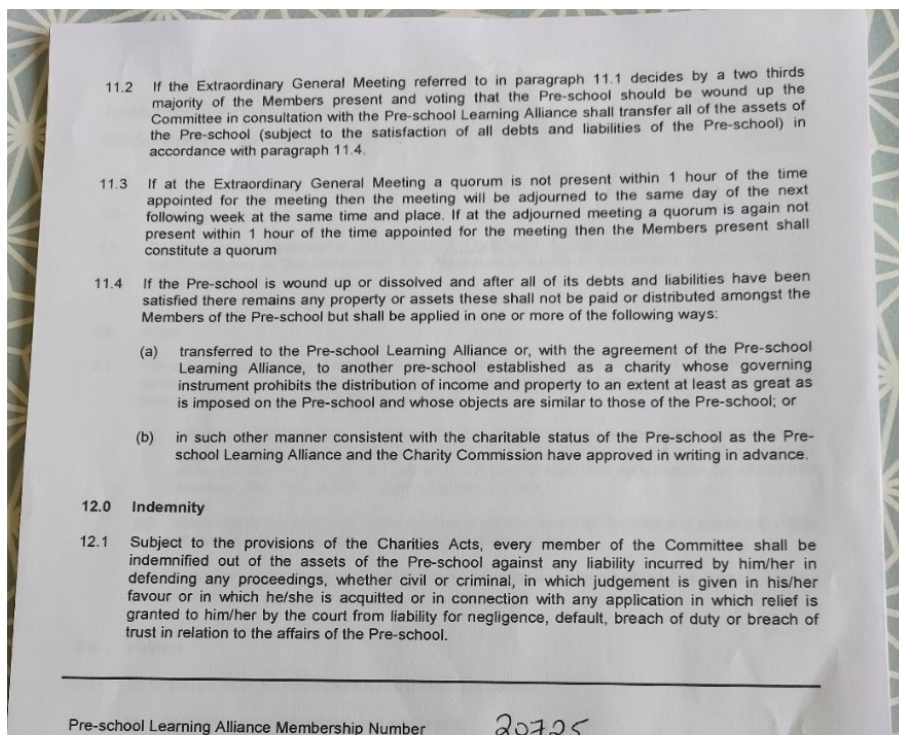 11.2 If the Extraordinary General Meeting referred to in paragraph 11.1 decides by a two thirds
majority of the Members present and voting that the Pre-school should be wound up the
Committee in consultation with the Pre-school Learning Alliance shall transfer all of the assets of
the Pre-school (subject to the satisfaction of all debts and liabilities of the Pre-school) in
accordance with paragraph 11.4.
11.3 If at the Extraordinary General Meeting a quorum is not present within 1 hour of the time
appointed for the meeting then the meeting will be adjourned to the same day of the next
following week at the same time and place. If at the adjourned meeting a quorum is again not
present within 1 hour of the time appointed for the meeting then the Members present shall
constitute a quorum
11.4 If the Pre-school is wound up or dissolved and after all of its debts and liabilities have been
satisfied there remains any property or assets these shall not be paid or distributed amongst the
Members of the Pre-school but shall be applied in one or more of the following ways:
(a) transferred to the Pre-school Learning Alliance or, with the agreement of the Pre-school
Learning Alliance, to another pre-school established as a charity whose governing
instrument prohibits the distribution of income and property to an extent at least as great as
is imposed on the Pre-school and whose objects are similar to those of the Pre-school; or
(b) in such other manner consistent with the charitable status of the Pre-school as the Pre-
school Learning Alliance and the Charity Commission have approved in writing in advance.
12.0 Indemnity
12.1 Subject to the provisions of the Charities Acts, every member of the Committee shall be
indemnified out of the assets of the Pre-school against any liability incurred by him/her in
defending any proceedings, whether civil or criminal, in which judgement is given in his/her
favour or in which he/she is acquitted or in connection with any application in which relief is
granted to him/her by the court from liability for negligence, default, breach of duty or breach of
trust in relation to the affairs of the Pre-school.
Pre-school Learning Alliance Membership Number 20725